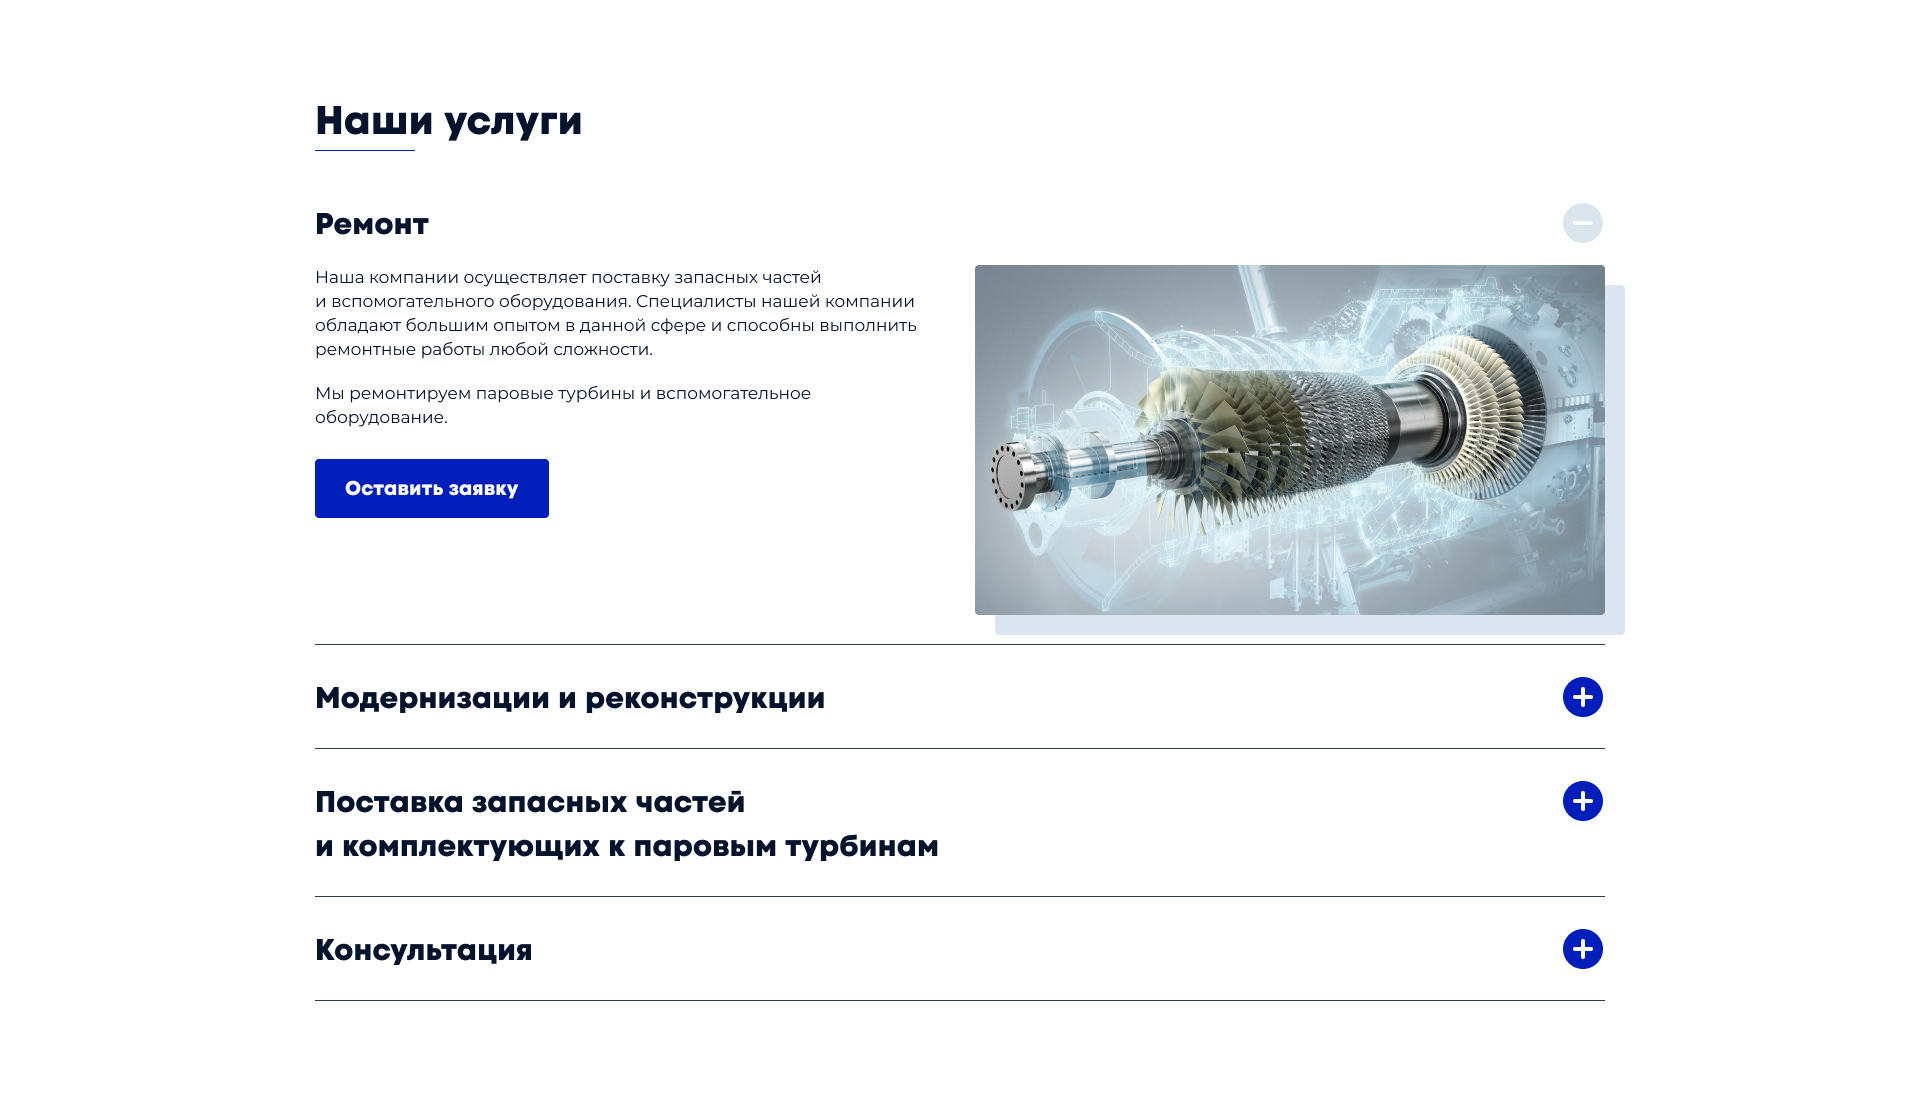 Наши услуги
Ремонт
Наша компании осуществляет поставку запасных частей
и вспомогательного оборудования. Специалисты нашей компании
обладают большим опытом в данной сфере и способны выполнить
ремонтные работы любой сложности.
Мы ремонтируем паровые турбины и вспомогательное
оборудование.
Оставить заявку
Модернизации и реконструкции
Поставка запасных частей
и комплектующих к паровым турбинам
Консультация